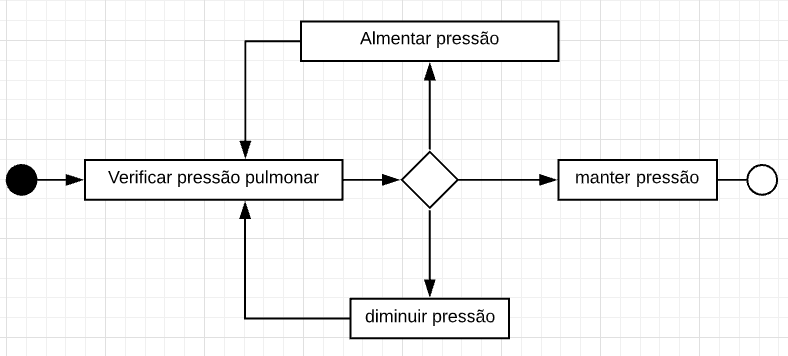 Almentar pressão
Verificar pressão pulmonar
manter pressão
diminuir pressão